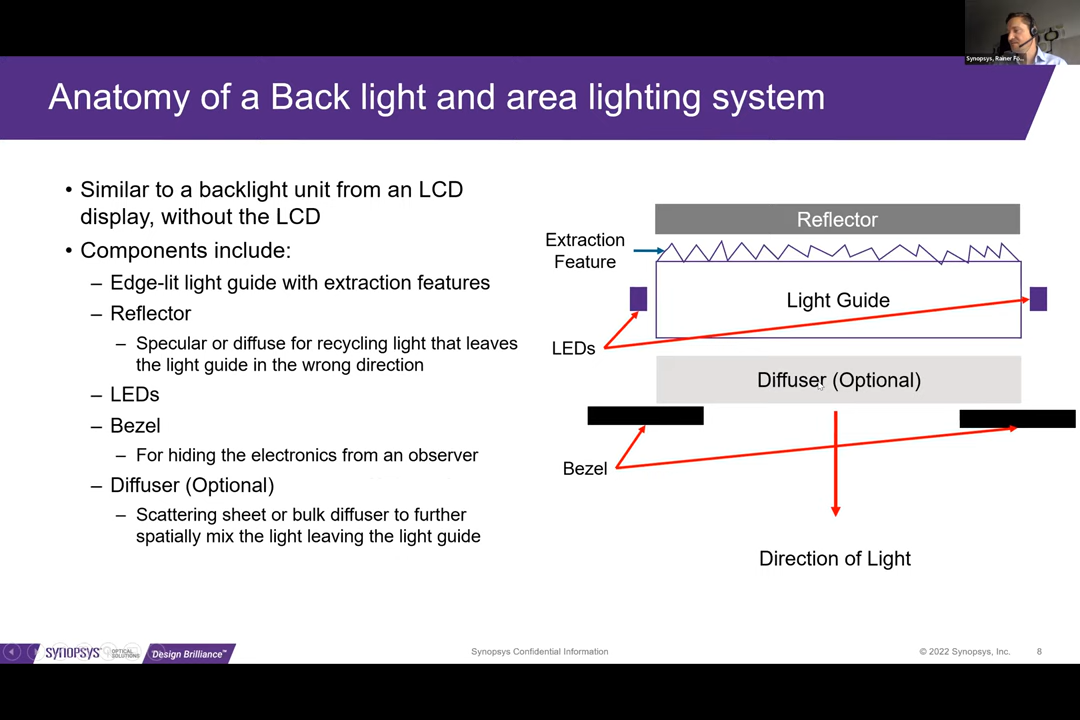 Synopsys, Rainer Fö...
Anatomy of a Back light and area lighting system
• Similar to a backlight unit from an LCD
display, without the LCD
• Components include:
– Edge-lit light guide with extraction features
– Reflector
– Specular or diffuse for recycling light that leaves
the light guide in the wrong direction
– LEDs
– Bezel
– For hiding the electronics from an observer
– Diffuser (Optional)
– Scattering sheet or bulk diffuser to further
spatially mix the light leaving the light guide
Reflector
Extraction
Feature
Light Guide
LEDs
Diffuser (Optional)
Bezel
Direction of Light
SYNOPSYS
OPTICAL
SOLUTIONS
Design Brilliance™
Synopsys Confidential Information
© 2022 Synopsys, Inc.
8